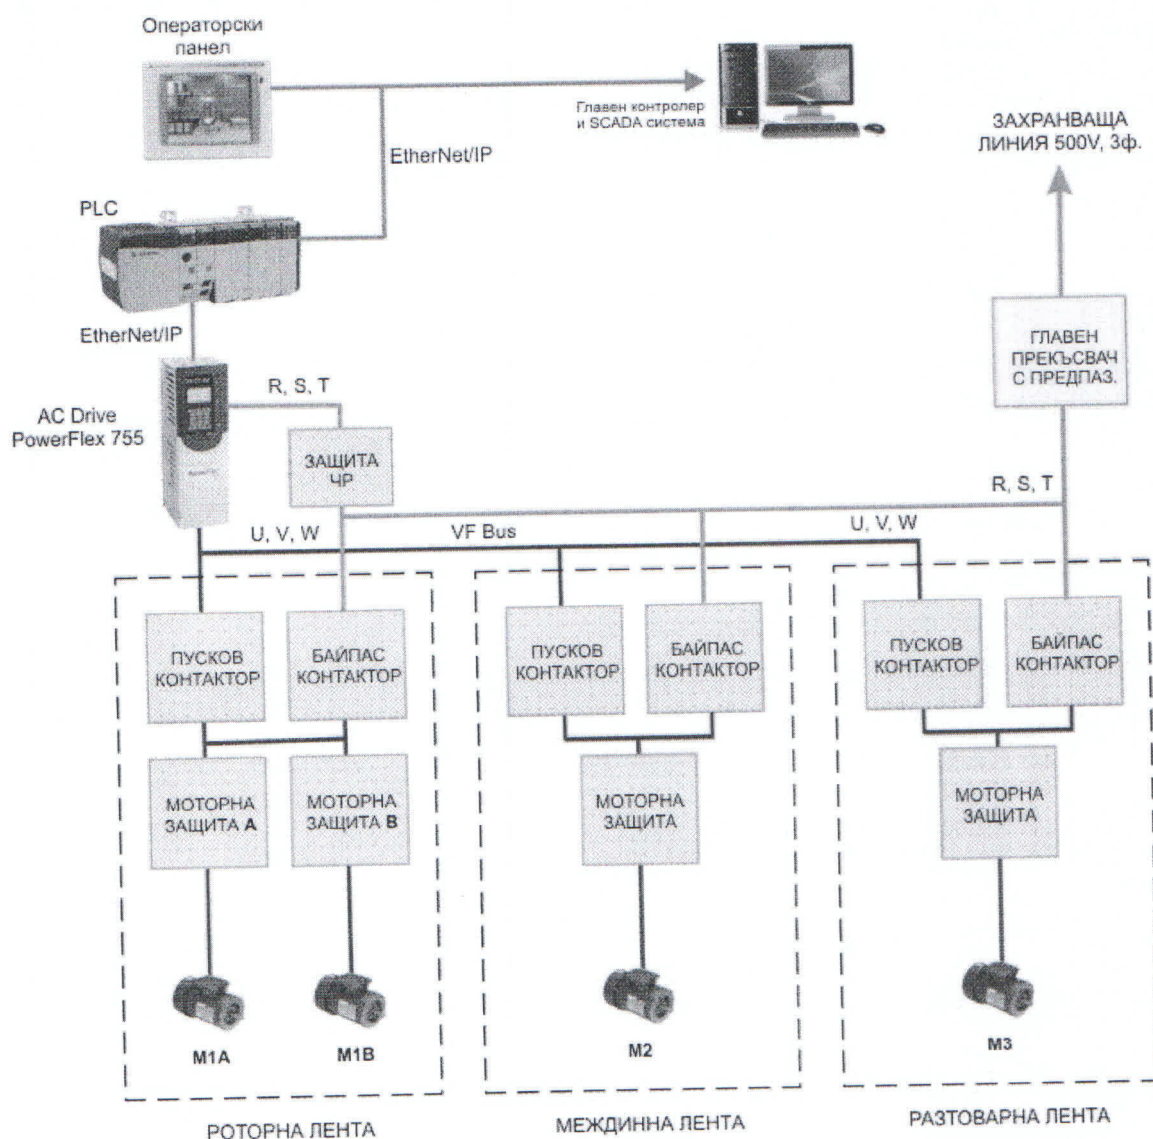 Операторски
панел
Главен контролер
и SCADA система
EtherNet/IP
ЗАХРАНВАЩА
ЛИНИЯ 500V, 3ф.
PLC
EtherNet/IP
ГЛАВЕН
ПРЕКЪСВАЧ
С ПРЕДПАЗ.
R, S, T
AC Drive
PowerFlex 755
ЗАЩИТА
ЧР
R, S, T
U, V, W
VF Bus
U, V, W
ПУСКОВ
КОНТАКТОР
БАЙПАС
КОНТАКТОР
ПУСКОВ
КОНТАКТОР
БАЙПАС
КОНТАКТОР
ПУСКОВ
КОНТАКТОР
БАЙПАС
КОНТАКТОР
МОТОРНА
ЗАЩИТА A
МОТОРНА
ЗАЩИТА B
МОТОРНА
ЗАЩИТА
МОТОРНА
ЗАЩИТА
M1A
M1B
M2
M3
РОТОРНА ЛЕНТА
МЕЖДИННА ЛЕНТА
РАЗТОВАРНА ЛЕНТА